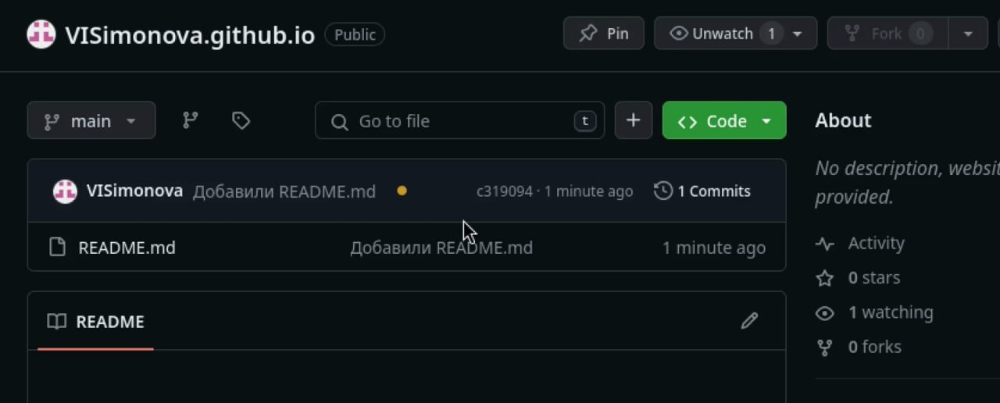 VISimonova.github.io Public Pin Unwatch 1 Fork 0
main Go to file t + Code About
No description, websit
provided.
VISimonova Добавили README.md c319094 · 1 minute ago 1 Commits
README.md Добавили README.md 1 minute ago
Activity
0 stars
1 watching
0 forks
README